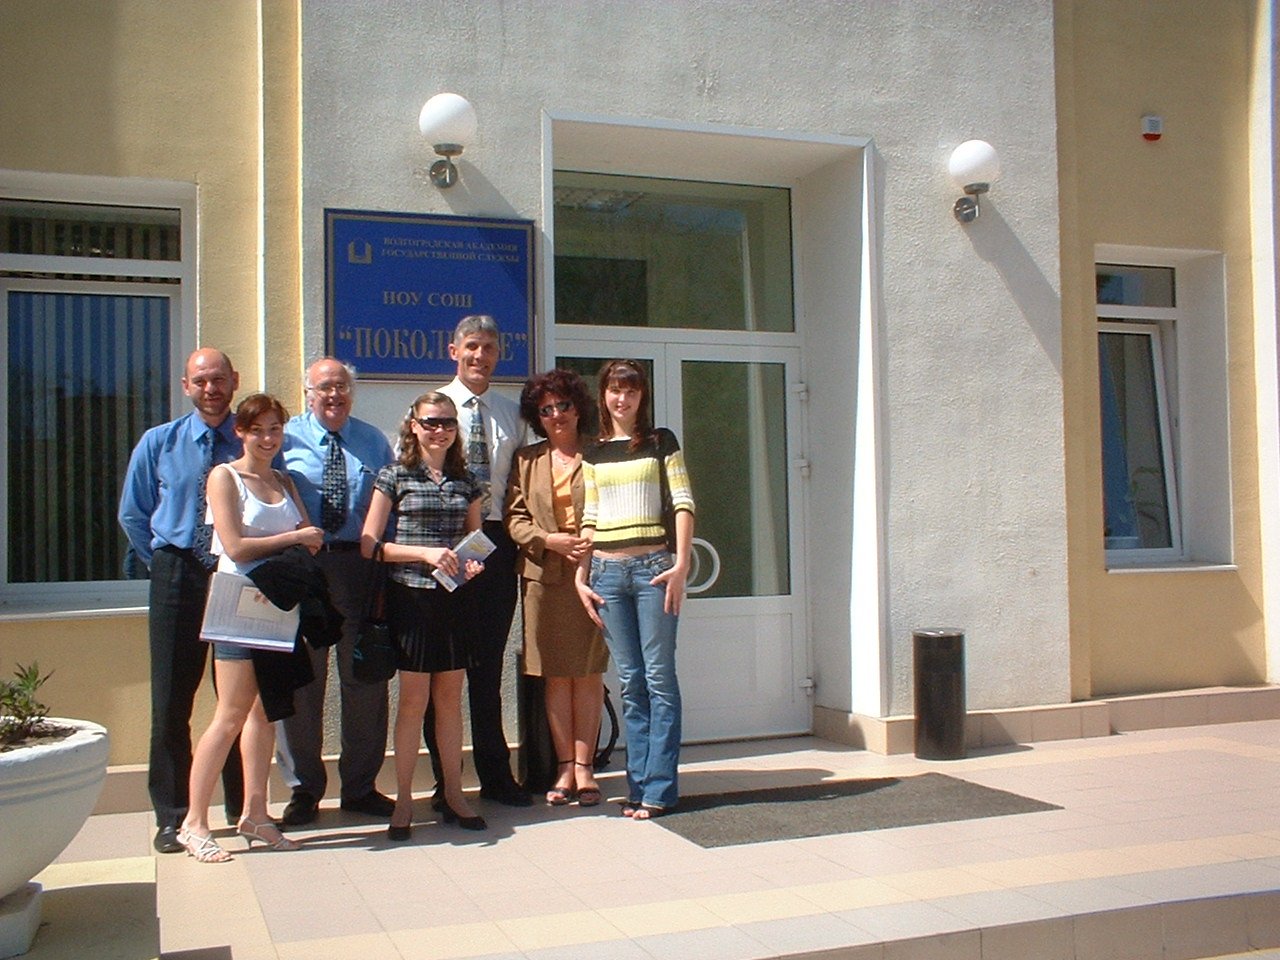 ВОЛГОГРАДСКАЯ АКАДЕМИЯ
ГОСУДАРСТВЕННОЙ СЛУЖБЫ
НОУ СОШ